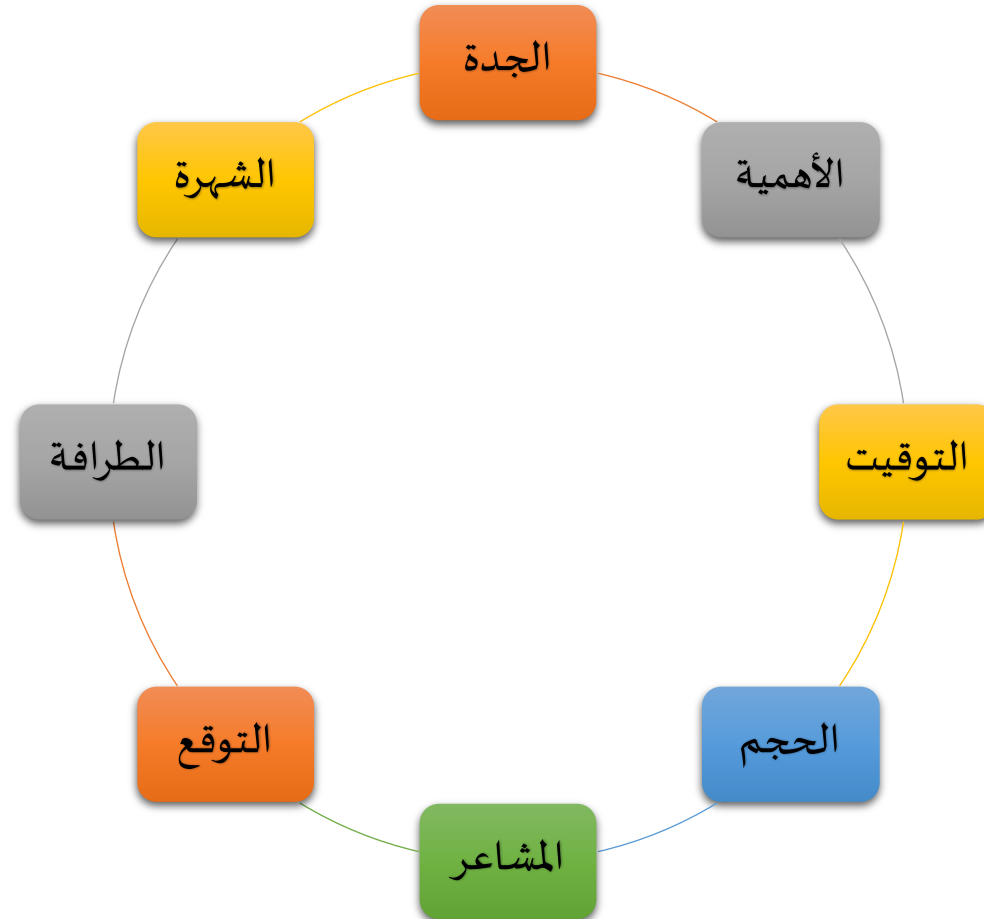 الجدة
الأهمية
التوقيت
الحجم
المشاعر
التوقع
الطرافة
الشهرة